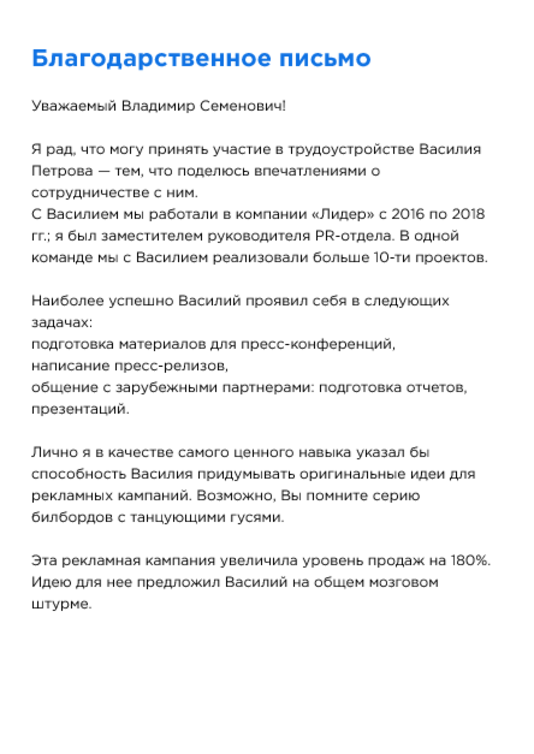 Благодарственное письмо
Уважаемый Владимир Семенович!
Я рад, что могу принять участие в трудоустройстве Василия
Петрова — тем, что поделюсь впечатлениями о
сотрудничестве с ним.
С Василием мы работали в компании «Лидер» с 2016 по 2018
гг.; я был заместителем руководителя PR-отдела. В одной
команде мы с Василием реализовали больше 10-ти проектов.
Наиболее успешно Василий проявил себя в следующих
задачах:
подготовка материалов для пресс-конференций,
написание пресс-релизов,
общение с зарубежными партнерами: подготовка отчетов,
презентаций.
Лично я в качестве самого ценного навыка указал бы
способность Василия придумывать оригинальные идеи для
рекламных кампаний. Возможно, Вы помните серию
билбордов с танцующими гусями.
Эта рекламная кампания увеличила уровень продаж на 180%.
Идею для нее предложил Василий на общем мозговом
штурме.